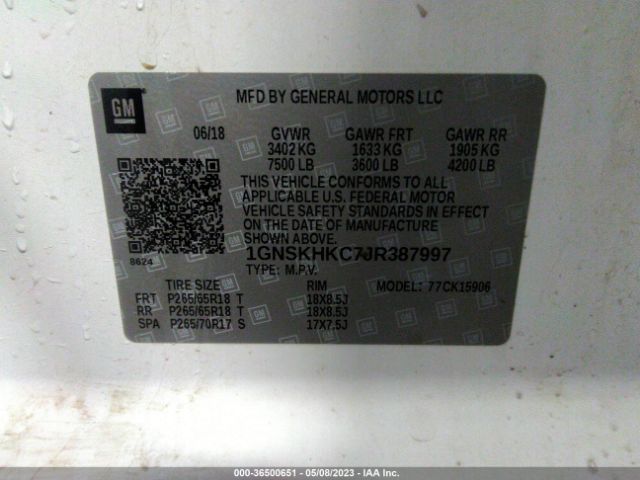 GM
MFD BY GENERAL MOTORS LLC
06/18 GVWR GAWR FRT GAWR RR
3402 KG 1633 KG 1905 KG
7500 LB 3600 LB 4200 LB
THIS VEHICLE CONFORMS TO ALL
APPLICABLE U.S. FEDERAL MOTOR
VEHICLE SAFETY STANDARDS IN EFFECT
ON THE DATE OF MANUFACTURE
SHOWN ABOVE.
8624
1GNSKHKC7JR387997
TYPE: M.P.V.
TIRE SIZE RIM MODEL: 77CK15906
FRT P265/65R18 T 18X8.5J
RR P265/65R18 T 18X8.5J
SPA P265/70R17 S 17X7.5J
000-36500651 - 05/08/2023 - IAA Inc.